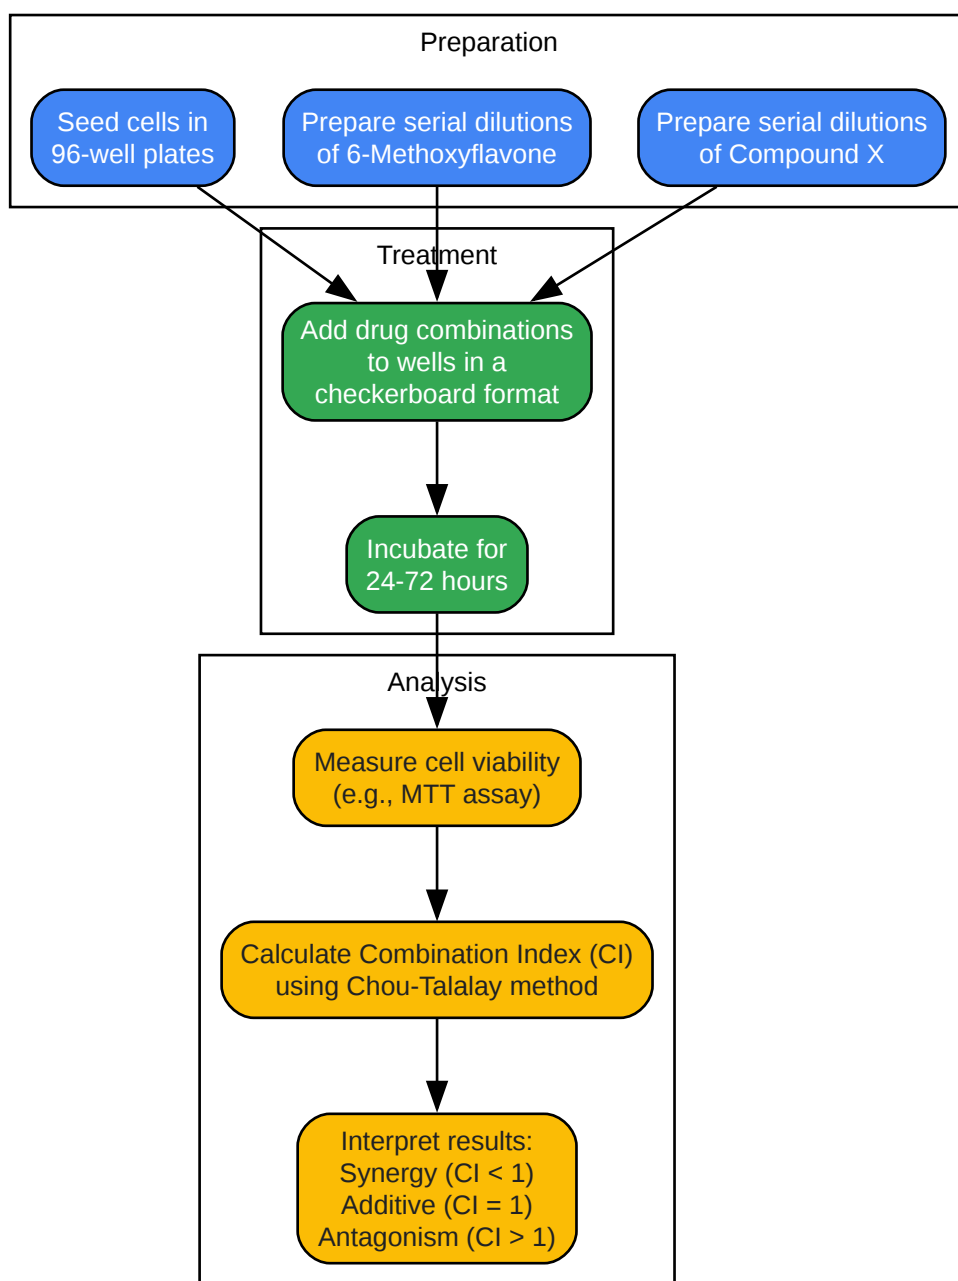 Preparation
Seed cells in
96-well plates
Prepare serial dilutions
of 6-Methoxyflavone
Prepare serial dilutions
of Compound X
Treatment
Add drug combinations
to wells in a
checkerboard format
Incubate for
24-72 hours
Analysis
Measure cell viability
(e.g., MTT assay)
Calculate Combination Index (CI)
using Chou-Talalay method
Interpret results:
Synergy (CI < 1)
Additive (CI = 1)
Antagonism (CI > 1)